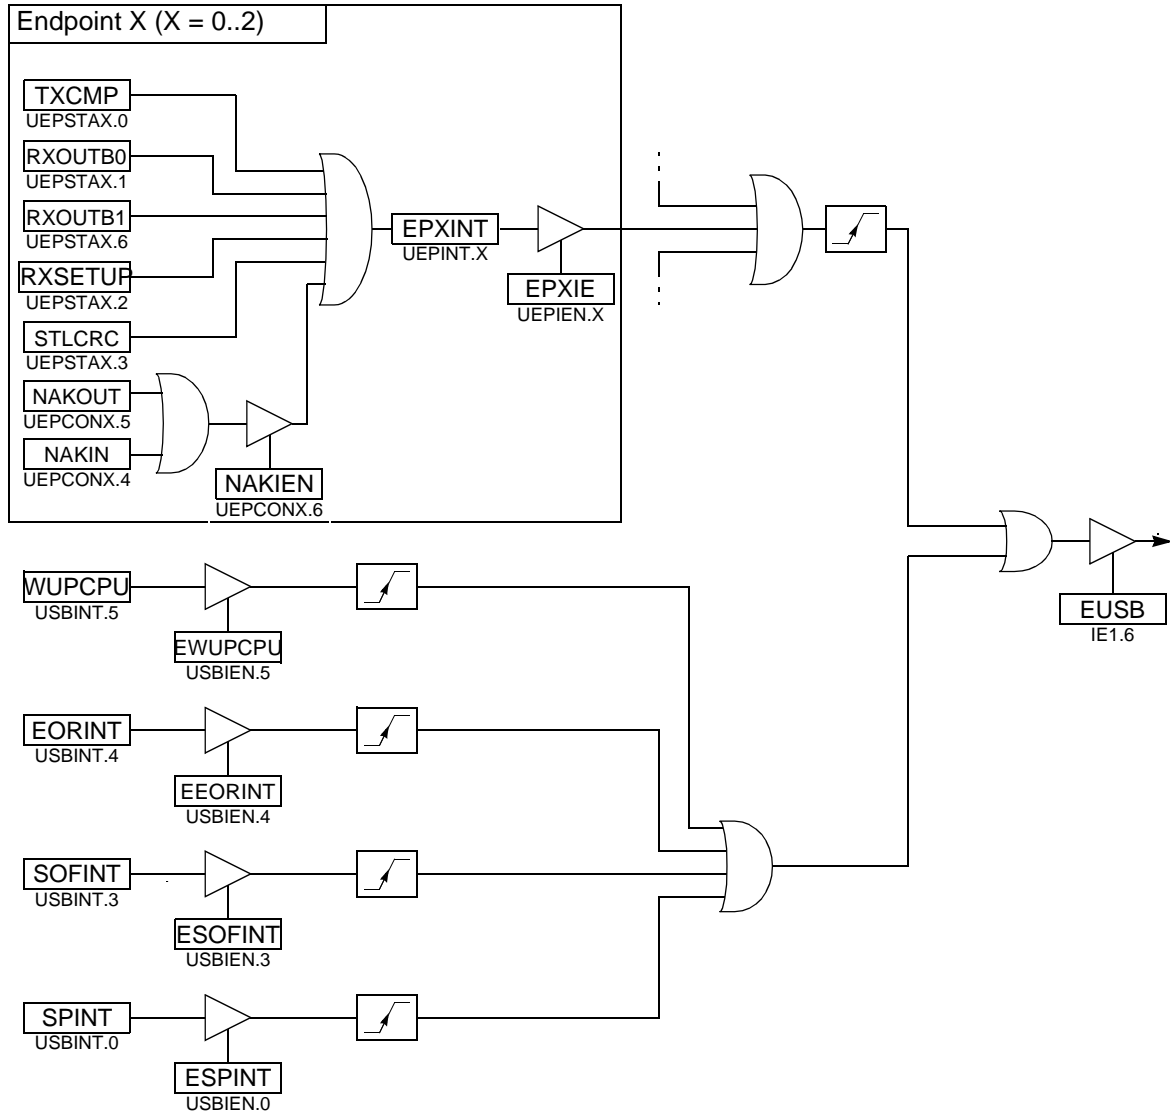 Endpoint X (X = 0..2)
TXCMP
UEPSTAX.0
RXOUTB0
UEPSTAX.1
RXOUTB1
UEPSTAX.6
RXSETUP
UEPSTAX.2
STLCRC
UEPSTAX.3
NAKOUT
UEPCONX.5
NAKIN
UEPCONX.4
NAKIEN
UEPCONX.6
EPXINT
UEPINT.X
EPXIE
UEPIEN.X
WUPCPU
USBINT.5
EWUPCPU
USBIEN.5
EORINT
USBINT.4
EEORINT
USBIEN.4
SOFINT
USBINT.3
ESOFINT
USBIEN.3
SPINT
USBINT.0
ESPINT
USBIEN.0
EUSB
IE1.6